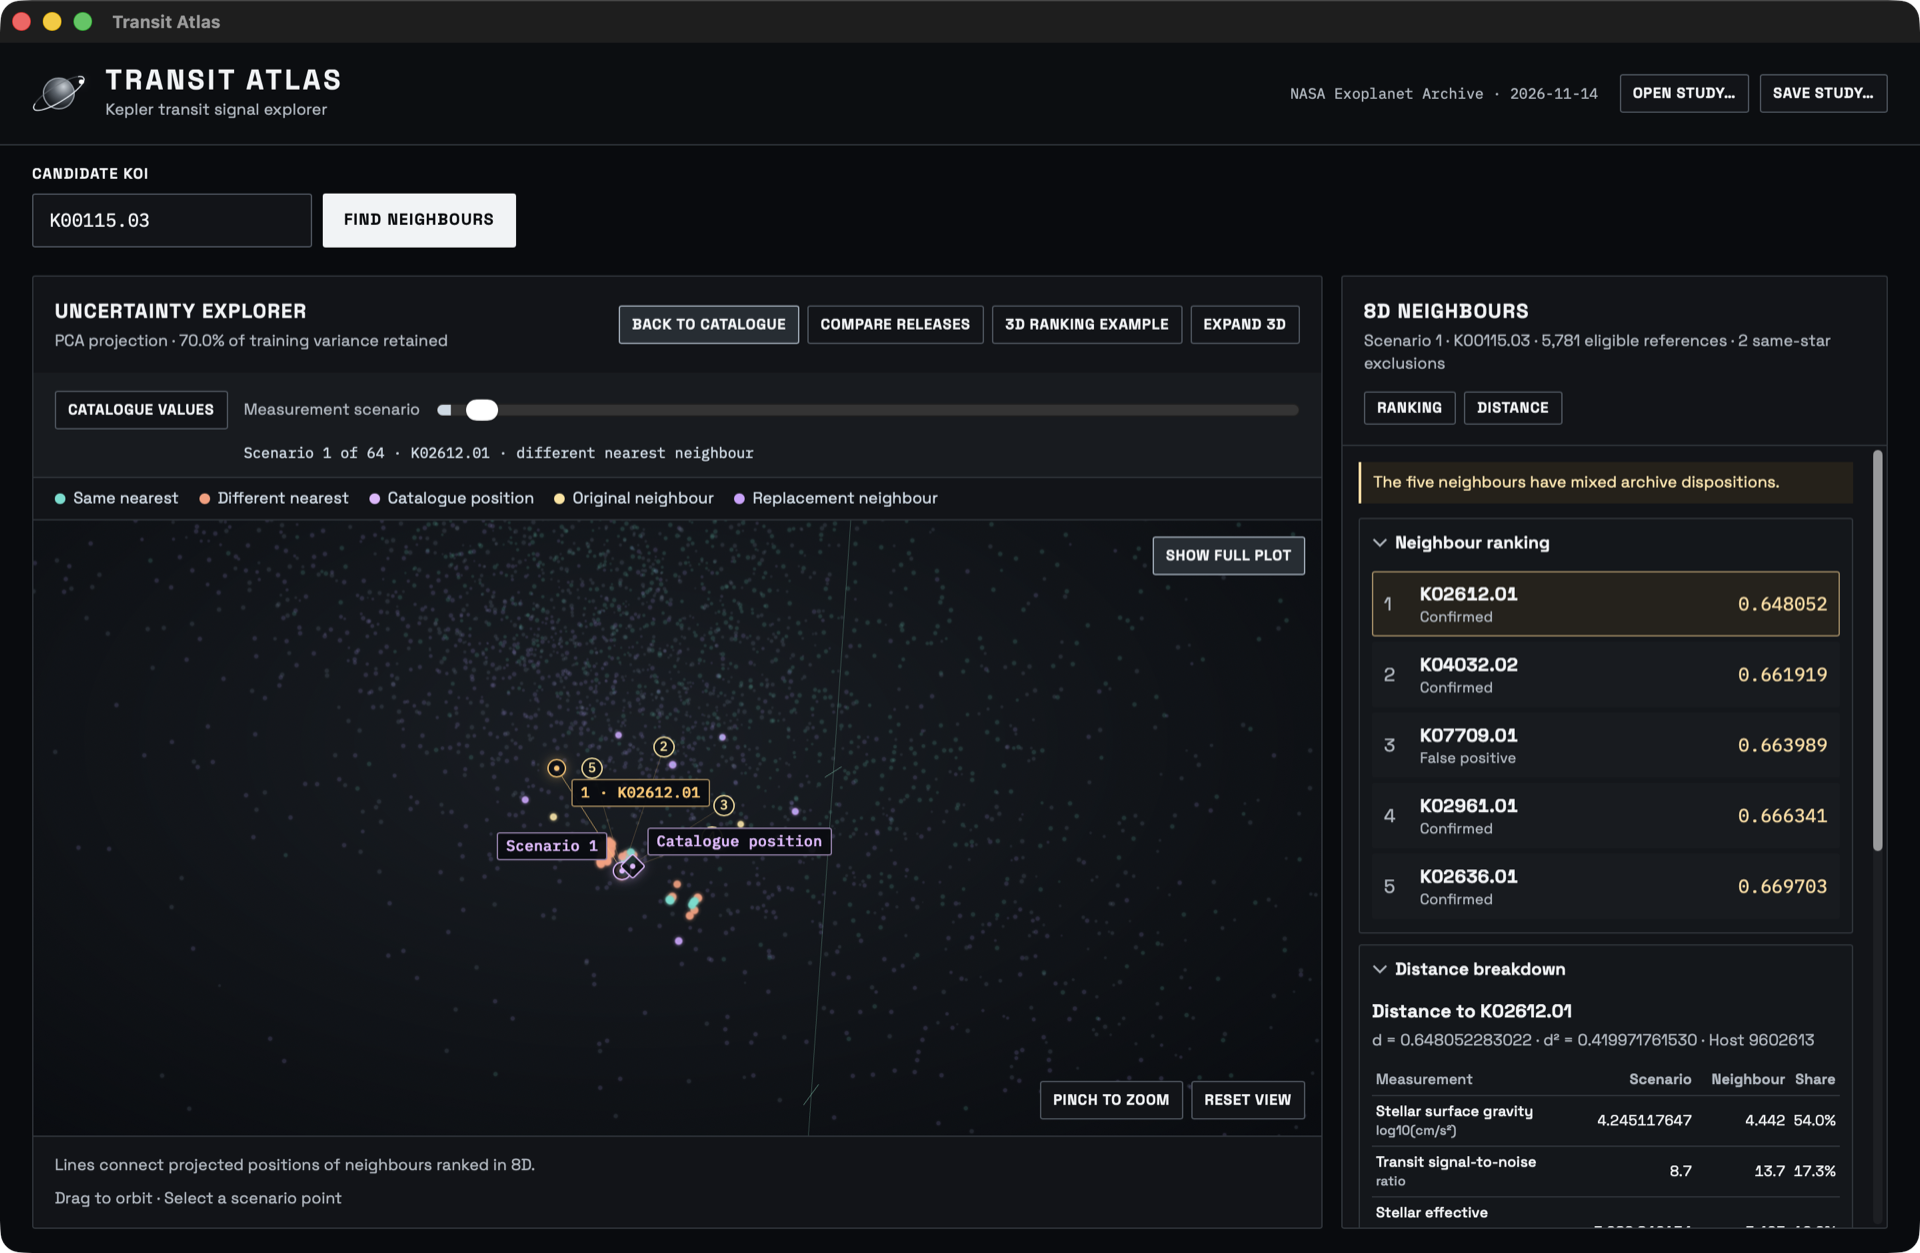 Transit Atlas
TRANSIT ATLAS
Kepler transit signal explorer
NASA Exoplanet Archive · 2026-11-14
OPEN STUDY…
SAVE STUDY…
CANDIDATE KOI
K00115.03
FIND NEIGHBOURS
UNCERTAINTY EXPLORER
PCA projection · 70.0% of training variance retained
BACK TO CATALOGUE
COMPARE RELEASES
3D RANKING EXAMPLE
EXPAND 3D
CATALOGUE VALUES
Measurement scenario
Scenario 1 of 64 · K02612.01 · different nearest neighbour
Same nearest
Different nearest
Catalogue position
Original neighbour
Replacement neighbour
SHOW FULL PLOT
2
5
1 · K02612.01
3
Scenario 1
Catalogue position
PINCH TO ZOOM
RESET VIEW
Lines connect projected positions of neighbours ranked in 8D.
Drag to orbit · Select a scenario point
8D NEIGHBOURS
Scenario 1 · K00115.03 · 5,781 eligible references · 2 same-star
exclusions
RANKING
DISTANCE
The five neighbours have mixed archive dispositions.
Neighbour ranking
1 K02612.01 0.648052
Confirmed
2 K04032.02 0.661919
Confirmed
3 K07709.01 0.663989
False positive
4 K02961.01 0.666341
Confirmed
5 K02636.01 0.669703
Confirmed
Distance breakdown
Distance to K02612.01
d = 0.648052283022 · d² = 0.419971761530 · Host 9602613
Measurement Scenario Neighbour Share
Stellar surface gravity 4.245117647 4.442 54.0%
log10(cm/s²)
Transit signal-to-noise 8.7 13.7 17.3%
ratio
Stellar effective